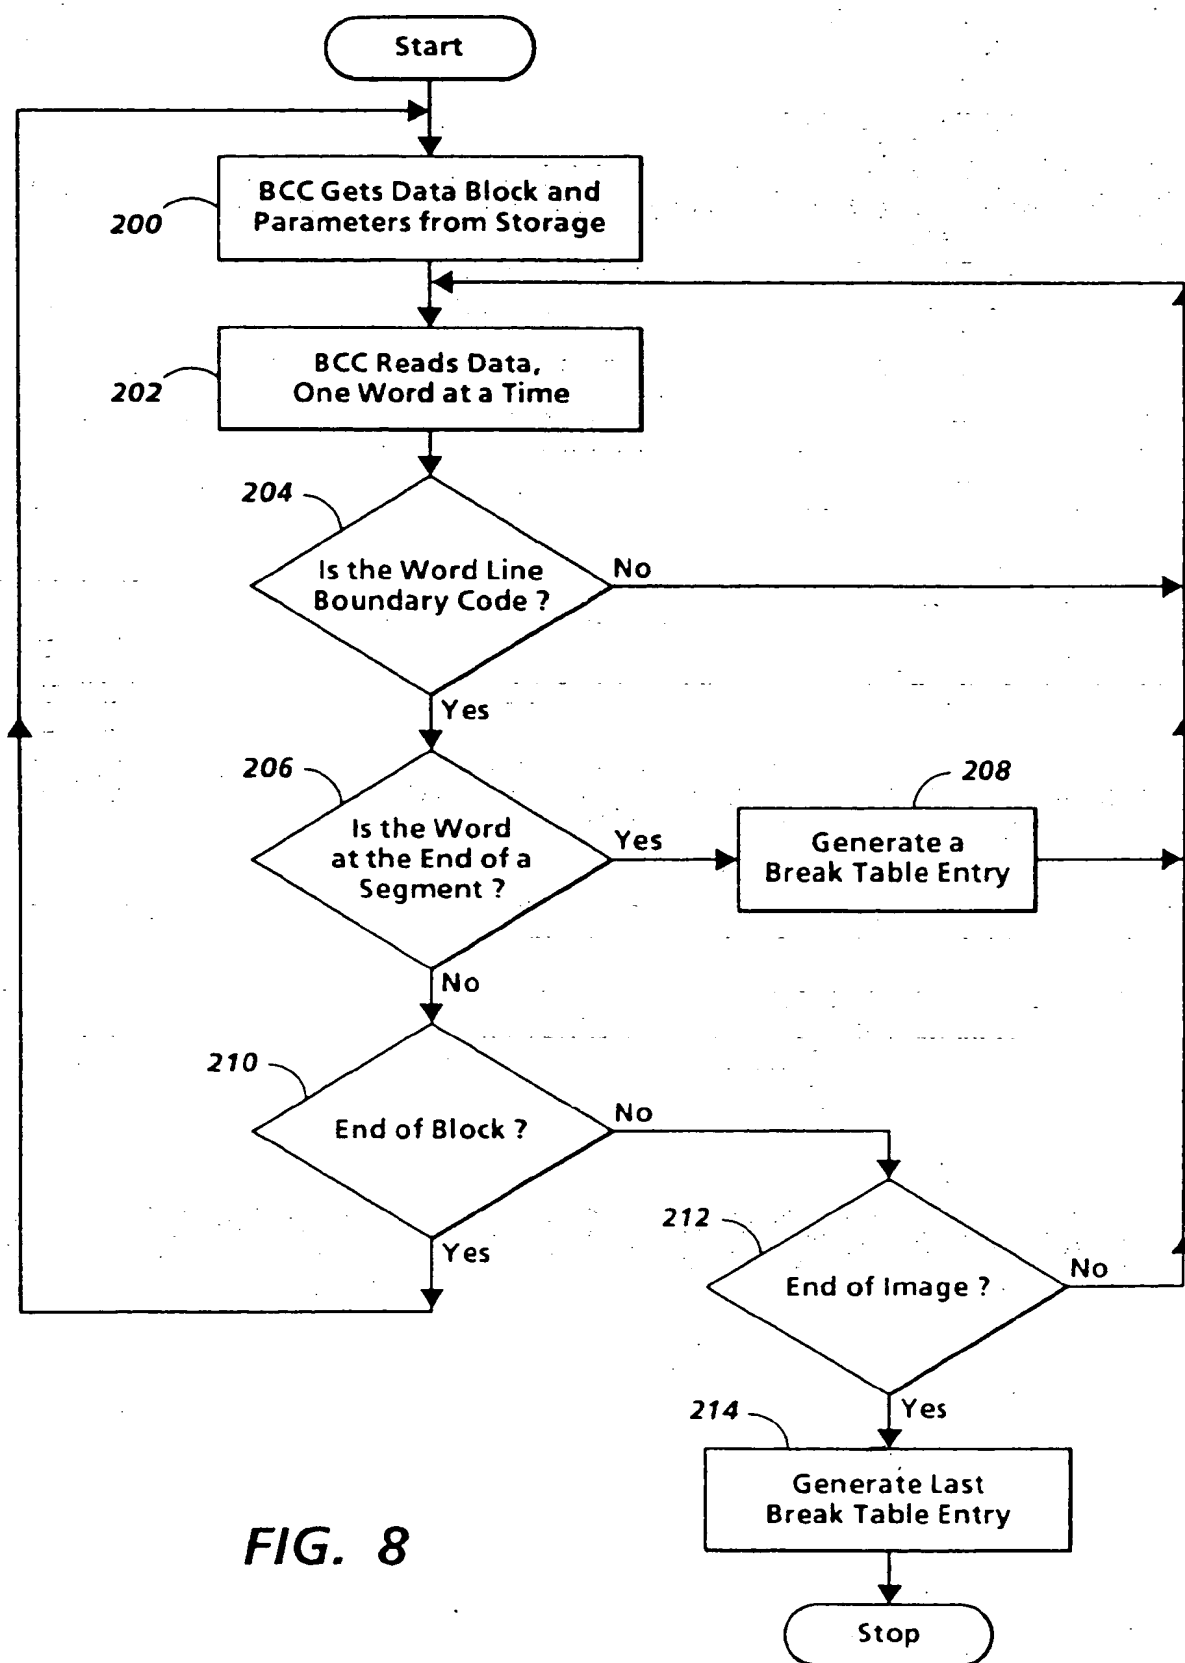 Start
BCC Gets Data Block and
Parameters from Storage
200
BCC Reads Data,
One Word at a Time
202
204
Is the Word Line
Boundary Code ?
No
Yes
206
Is the Word
at the End of a
Segment ?
Yes
208
Generate a
Break Table Entry
No
210
End of Block ?
No
Yes
212
End of Image ?
No
Yes
214
Generate Last
Break Table Entry
FIG. 8
Stop